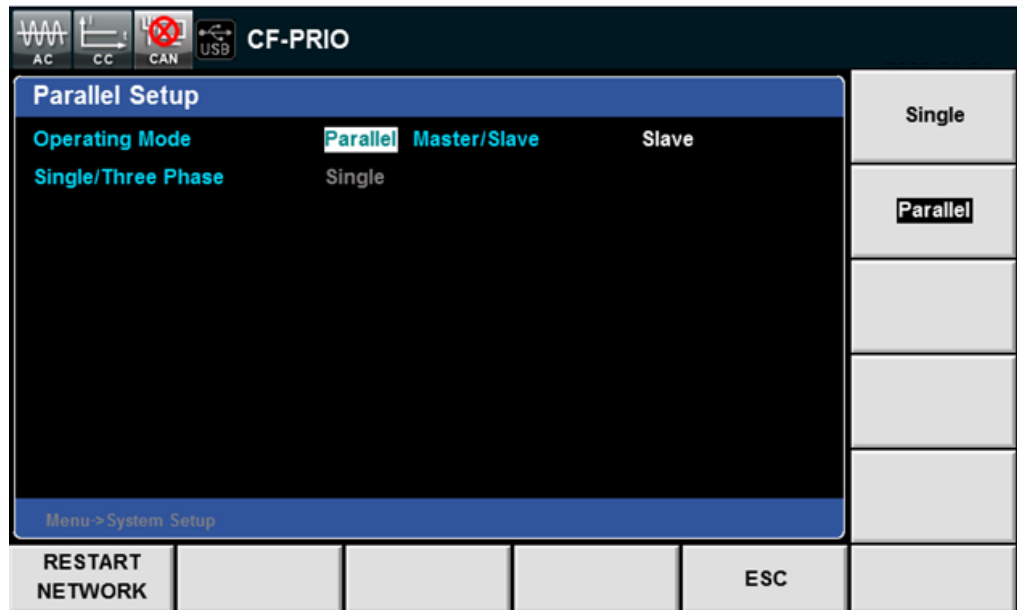 AC CC CAN USB CF-PRIO
Parallel Setup
Operating Mode Parallel Master/Slave Slave
Single/Three Phase Single
Menu->System Setup
Single
Parallel
RESTART
NETWORK
ESC